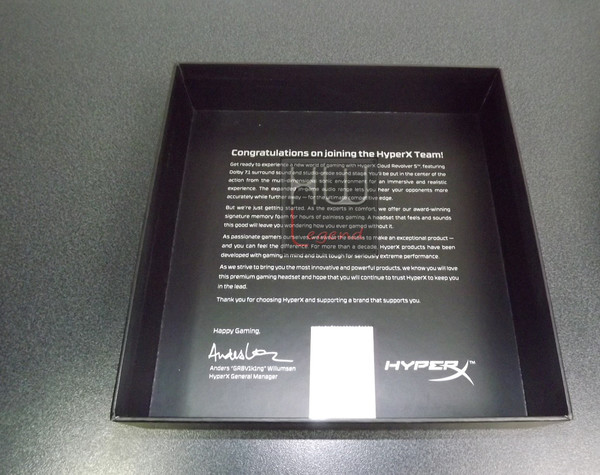 Congratulations on joining the HyperX Team!
Get ready to experience a new world of gaming with HyperX Cloud Revolver S™, featuring
Dolby 7.1 surround sound and studio-grade sound stage. You'll be put in the center of the
action from the multi environment for an immersive and realistic
experience. The expanded audio range lets you hear your opponents more
accurately while further away — for the ultimate competitive edge.
But we're just getting started. As the experts in comfort, we offer our award-winning
signature memory foam for hours of painless gaming. A headset that feels and sounds
this good will leave you wondering how you ever gamed without it.
As passionate gamers ourselves, we the details to make an exceptional product —
and you can feel the difference. For more than a decade, HyperX products have been
developed with gaming in mind and built tough for seriously extreme performance.
As we strive to bring you the most innovative and powerful products, we know you will love
this premium gaming headset and hope that you will continue to trust HyperX to keep you
in the lead.
Thank you for choosing HyperX and supporting a brand that supports you.
HW
Legend
Happy Gaming,
Anders "GR8V1k1ng" Willumsen
HyperX General Manager
HYPERX™